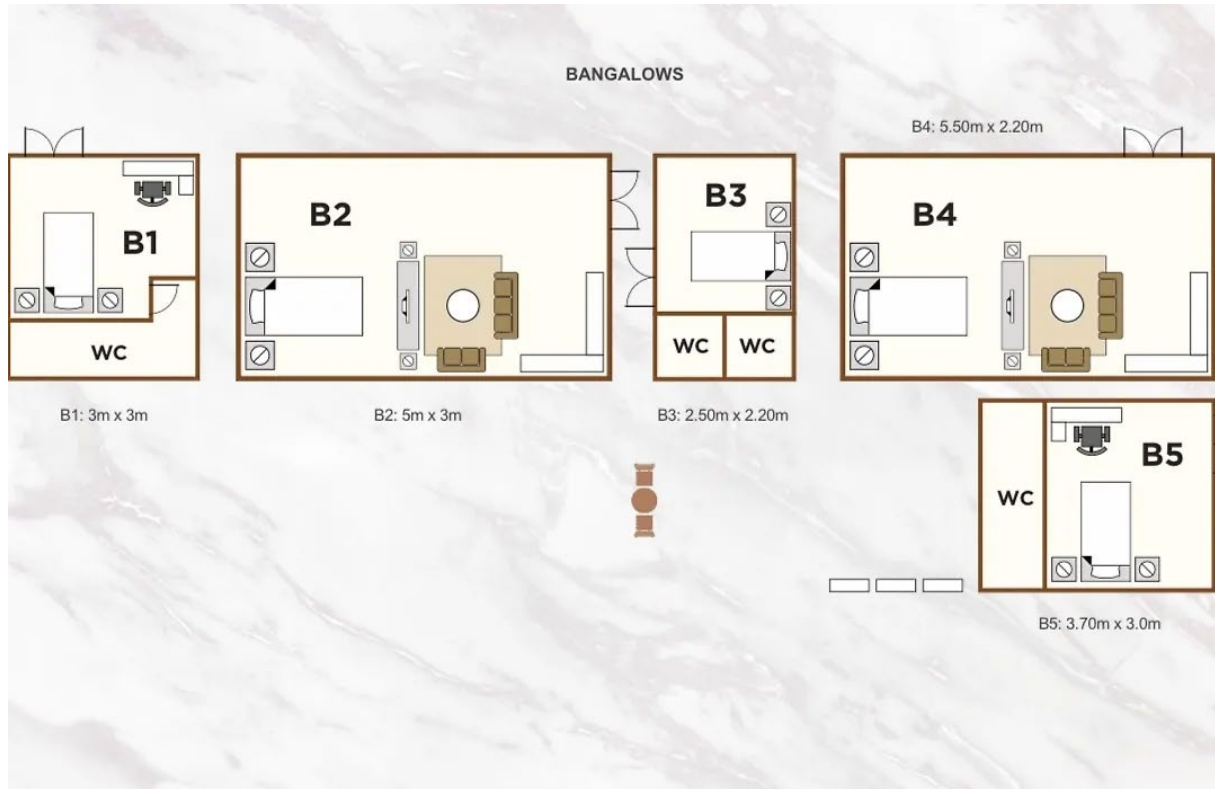 BANGALOWS
B4: 5.50m x 2.20m
B1
B2
B3
B4
WC
WC
WC
B1: 3m x 3m
B2: 5m x 3m
B3: 2.50m x 2.20m
B5
WC
B5: 3.70m x 3.0m